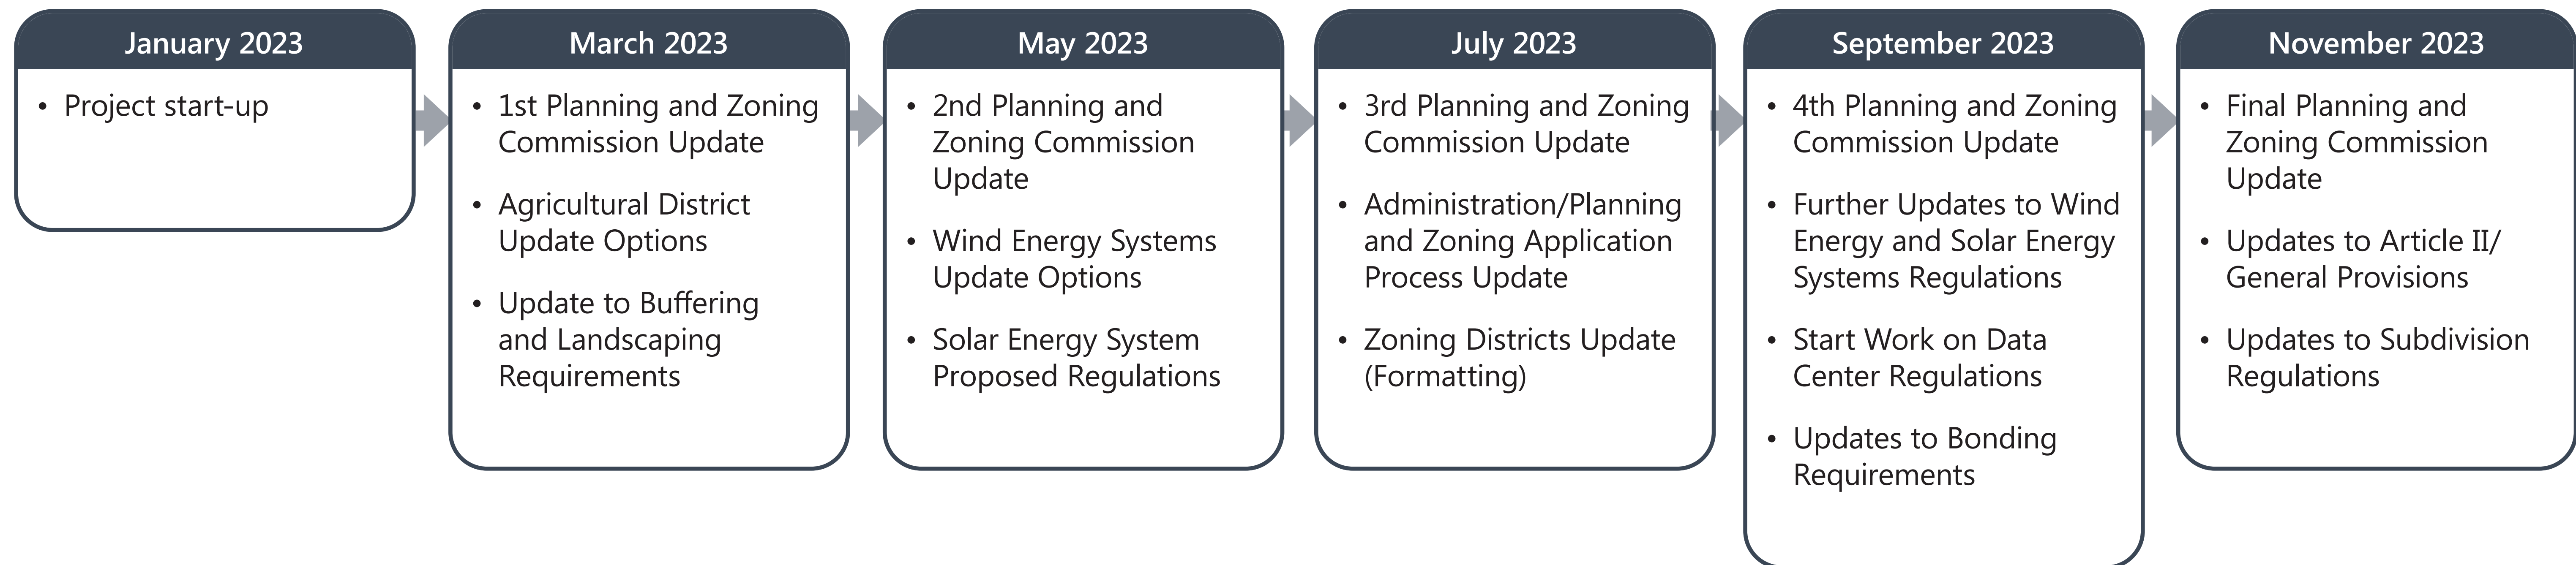 January 2023
• Project start-up
March 2023
• 1st Planning and Zoning
Commission Update
• Agricultural District
Update Options
• Update to Buffering
and Landscaping
Requirements
May 2023
• 2nd Planning and
Zoning Commission
Update
• Wind Energy Systems
Update Options
• Solar Energy System
Proposed Regulations
July 2023
• 3rd Planning and Zoning
Commission Update
• Administration/Planning
and Zoning Application
Process Update
• Zoning Districts Update
(Formatting)
September 2023
• 4th Planning and Zoning
Commission Update
• Further Updates to Wind
Energy and Solar Energy
Systems Regulations
• Start Work on Data
Center Regulations
• Updates to Bonding
Requirements
November 2023
• Final Planning and
Zoning Commission
Update
• Updates to Article II/
General Provisions
• Updates to Subdivision
Regulations